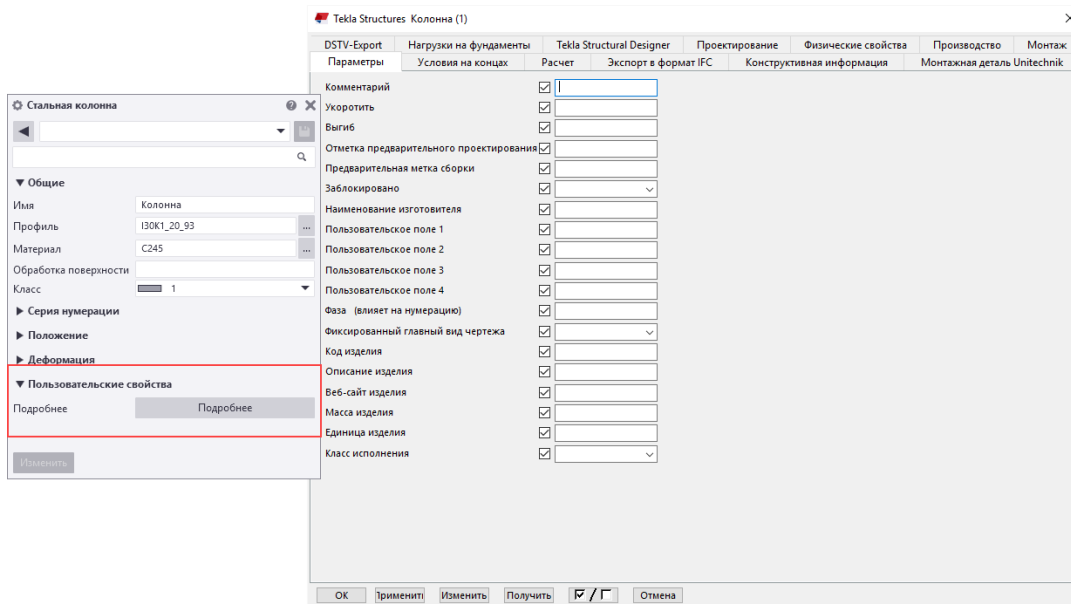 Стальная колонна
▼ Общие
Имя Колонна
Профиль I30K1_20_93 ...
Материал C245 ...
Обработка поверхности
Класс 1
▶ Серия нумерации
▶ Положение
▶ Деформация
▼ Пользовательские свойства
Подробнее Подробнее
Изменить
Tekla Structures Колонна (1)
DSTV-Export Нагрузки на фундаменты Tekla Structural Designer Проектирование Физические свойства Производство Монтаж
Параметры Условия на концах Расчет Экспорт в формат IFC Конструктивная информация Монтажная деталь Unitechnik
Комментарий
Укоротить
Выгиб
Отметка предварительного проектирования
Предварительная метка сборки
Заблокировано
Наименование изготовителя
Пользовательское поле 1
Пользовательское поле 2
Пользовательское поле 3
Пользовательское поле 4
Фаза (влияет на нумерацию)
Фиксированный главный вид чертежа
Код изделия
Описание изделия
Веб-сайт изделия
Масса изделия
Единица изделия
Класс исполнения
OK Применить Изменить Получить / Отмена